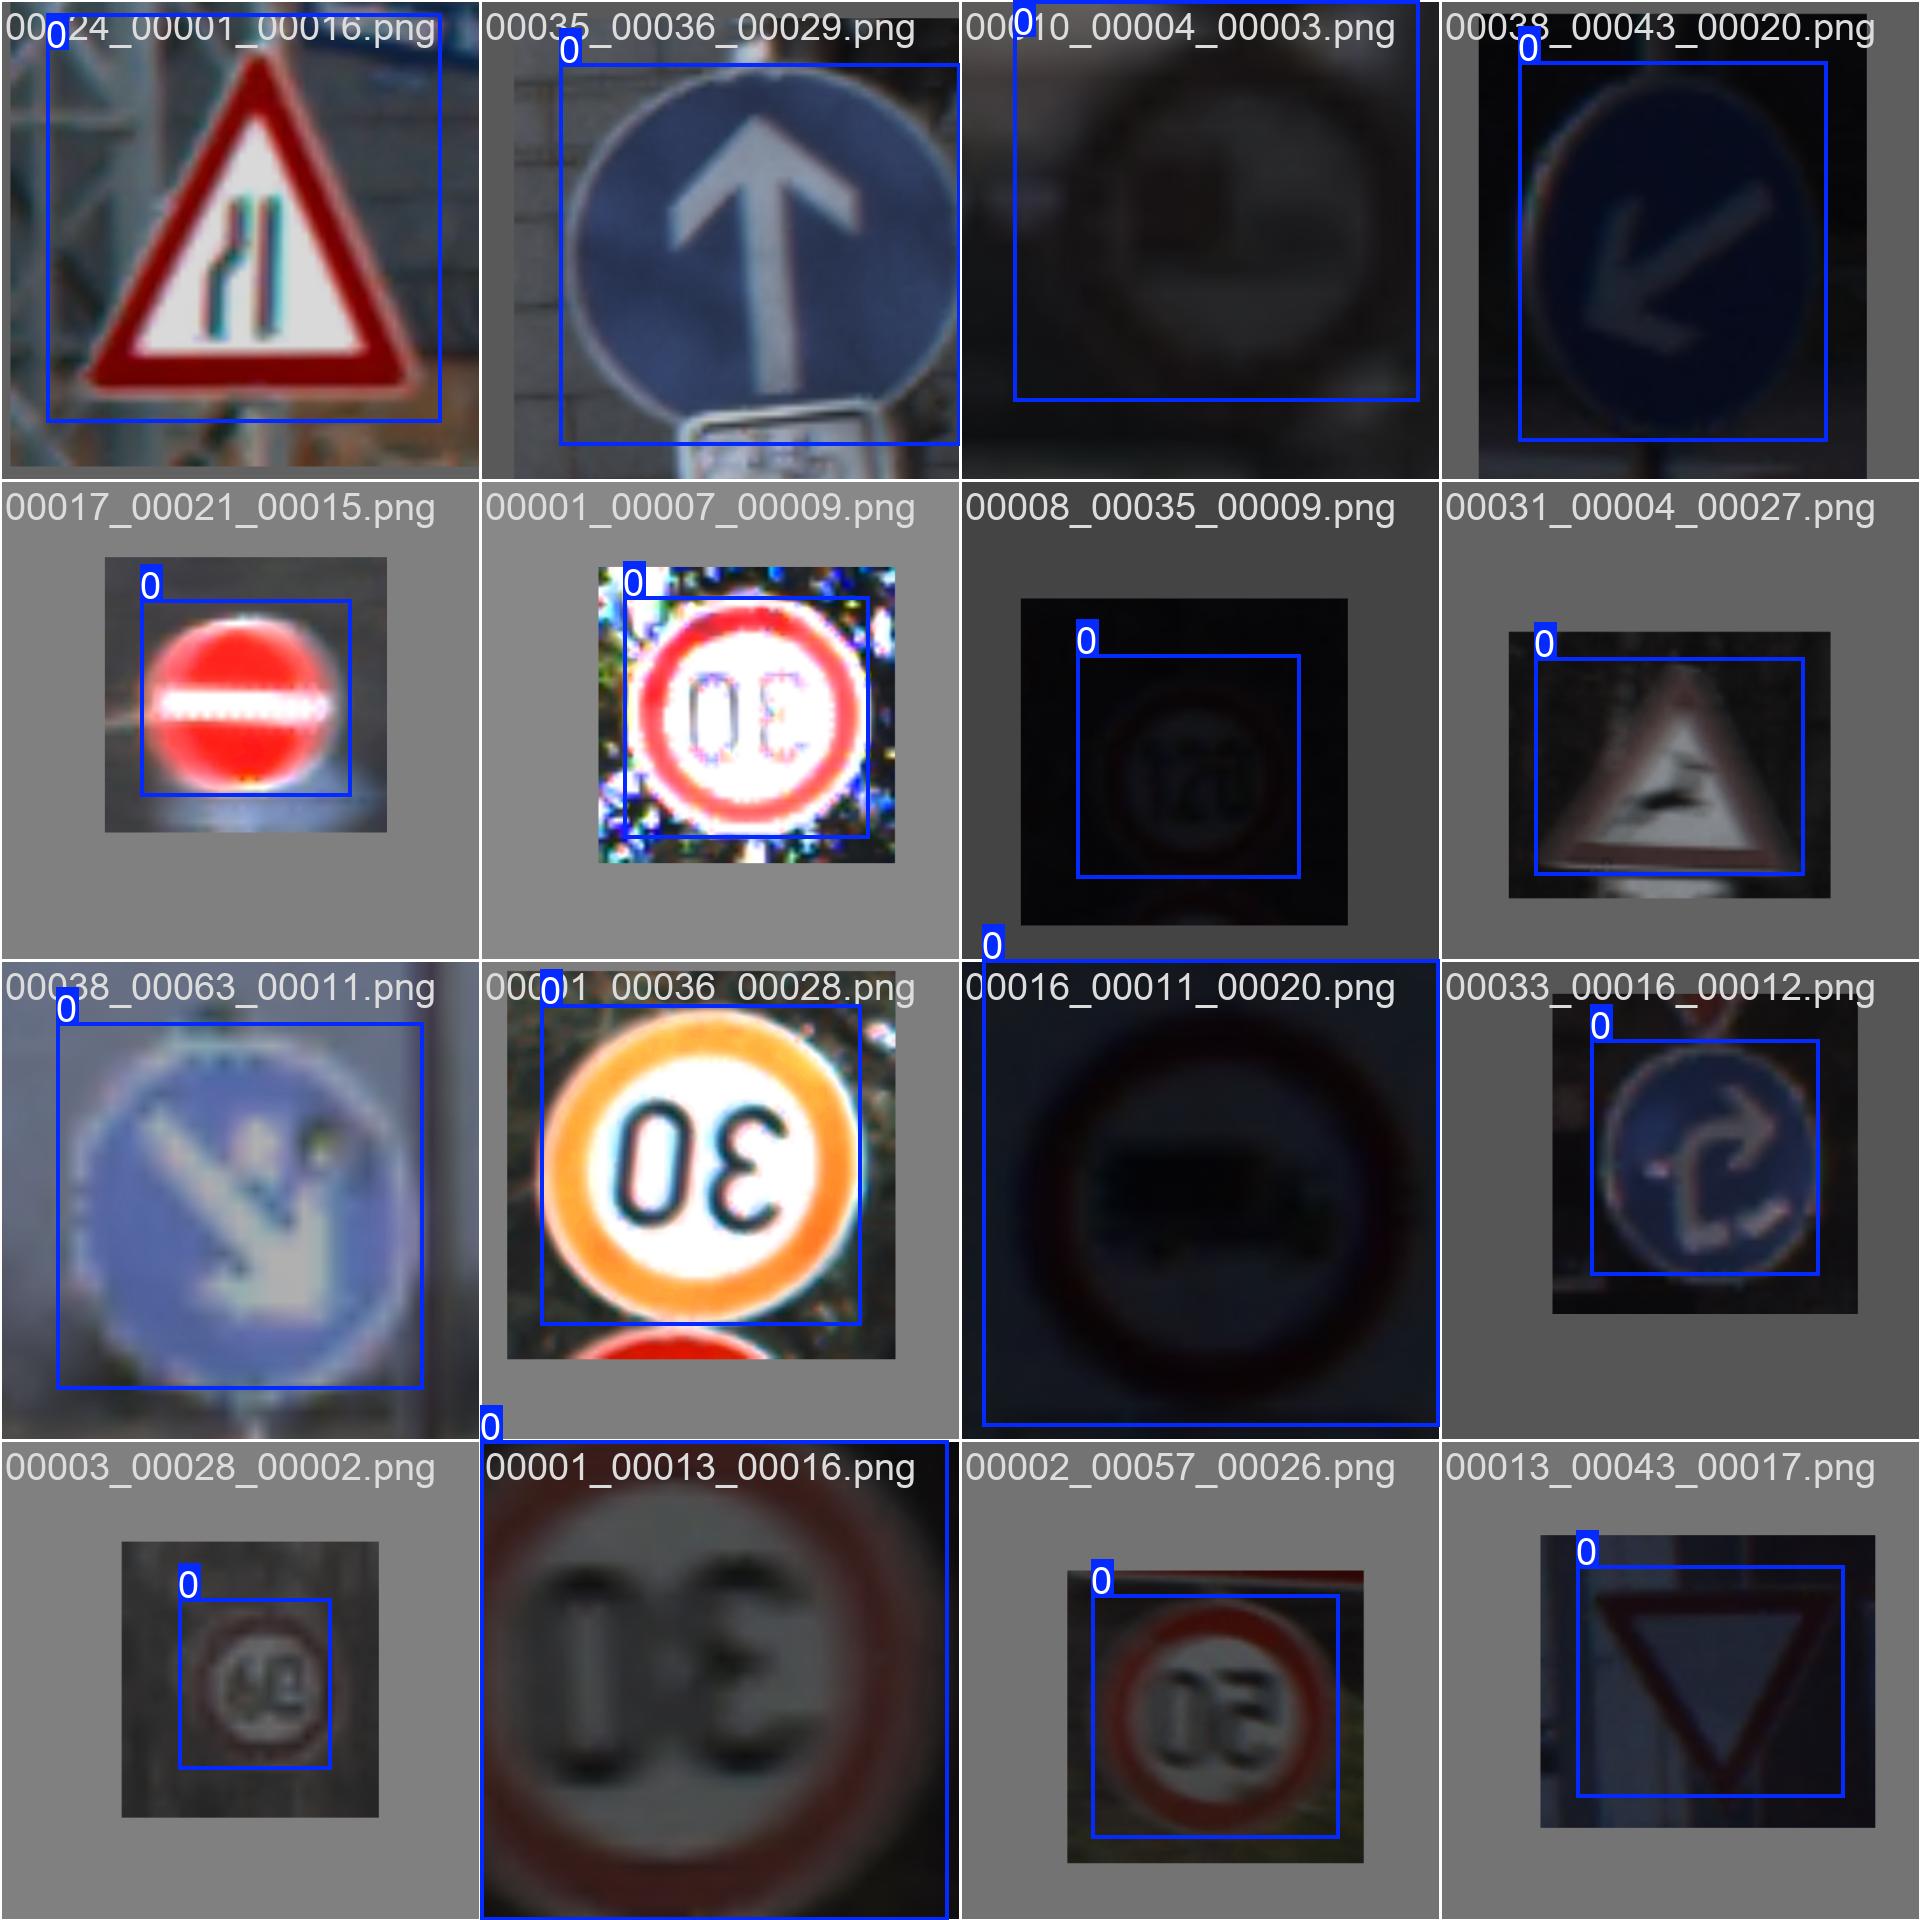 00024_00001_00016.png
0
00035_00036_00029.png
0
00010_00004_00003.png
0
00038_00043_00020.png
0
00017_00021_00015.png
0
00001_00007_00009.png
0
30
00008_00035_00009.png
0
00031_00004_00027.png
0
00038_00063_00011.png
0
00001_00036_00028.png
0
30
00016_00011_00020.png
0
00033_00016_00012.png
0
00003_00028_00002.png
0
00001_00013_00016.png
0
30
00002_00057_00026.png
0
50
00013_00043_00017.png
0